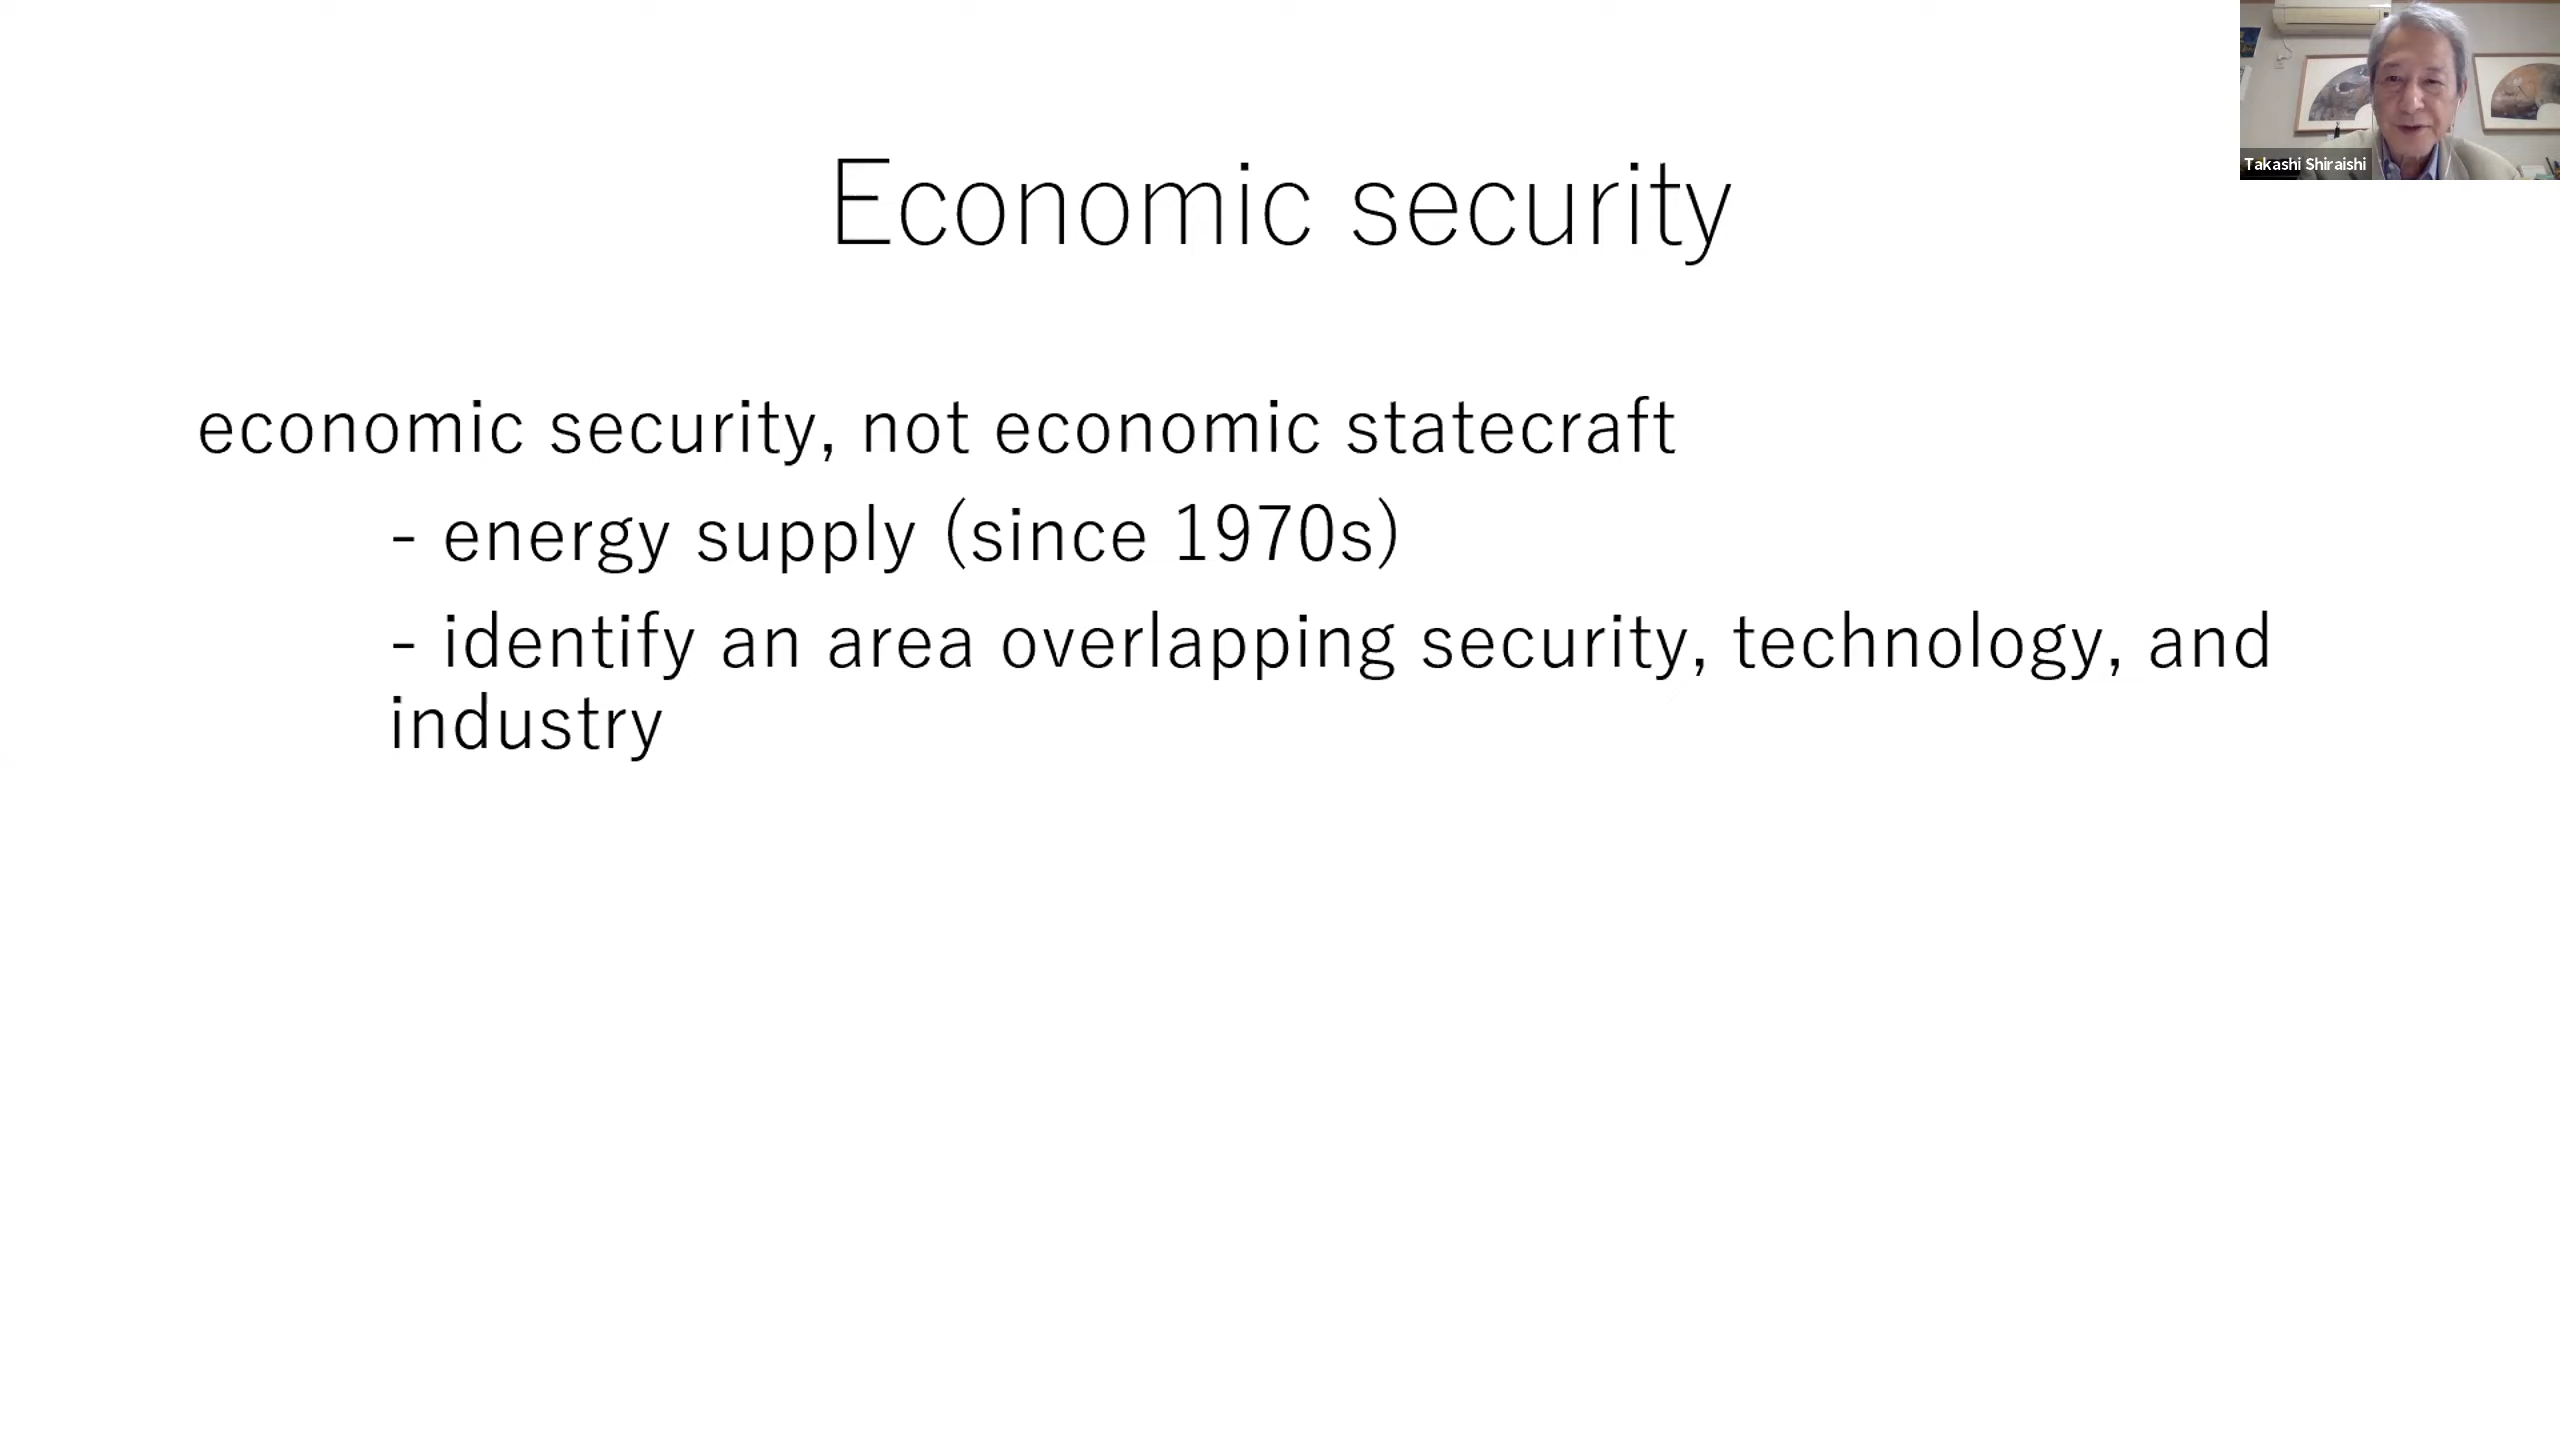 Takashi Shiraishi
Economic security
economic security, not economic statecraft
- energy supply (since 1970s)
- identify an area overlapping security, technology, and
industry